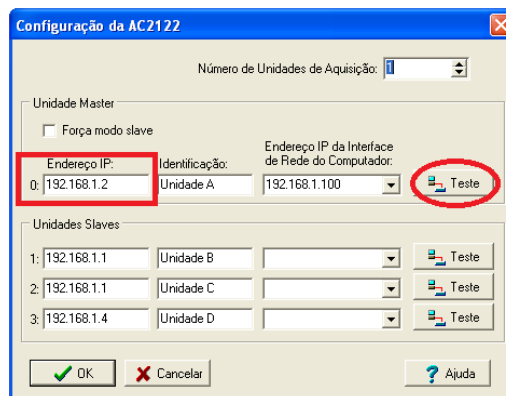 Configuração da AC2122
Número de Unidades de Aquisição: 1
Unidade Master
Força modo slave
Endereço IP: Identificação: Endereço IP da Interface de Rede do Computador:
0: 192.168.1.2 Unidade A 192.168.1.100 Teste
Unidades Slaves
1: 192.168.1.1 Unidade B Teste
2: 192.168.1.1 Unidade C Teste
3: 192.168.1.4 Unidade D Teste
OK Cancelar ? Ajuda